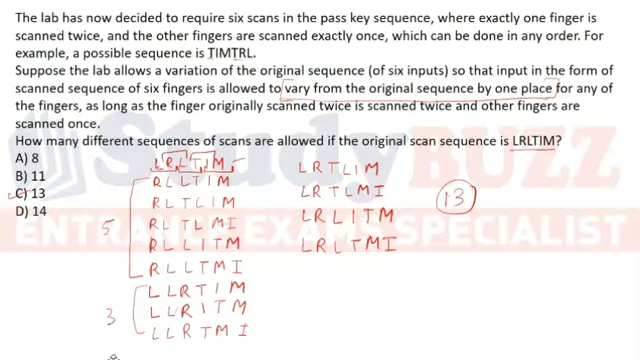 The lab has now decided to require six scans in the pass key sequence, where exactly one finger is
scanned twice, and the other fingers are scanned exactly once, which can be done in any order. For
example, a possible sequence is TIMTRL.
Suppose the lab allows a variation of the original sequence (of six inputs) so that input in the form of
scanned sequence of six fingers is allowed to vary from the original sequence by one place for any of
the fingers, as long as the finger originally scanned twice is scanned twice and other fingers are
scanned once.
How many different sequences of scans are allowed if the original scan sequence is LRLTIM?
A) 8
B) 11
C) 13
D) 14
LRLTIM
5
RLLTIM
RLTLIM
RLTLMI
RLLITM
RLLTMI
3
LLRTIM
LLRITM
LLRTMI
LRTLIM
LRTLMI
LRLITM
LRLTMI
13
Study BUZZ
ENTRANCE EXAMS SPECIALIST